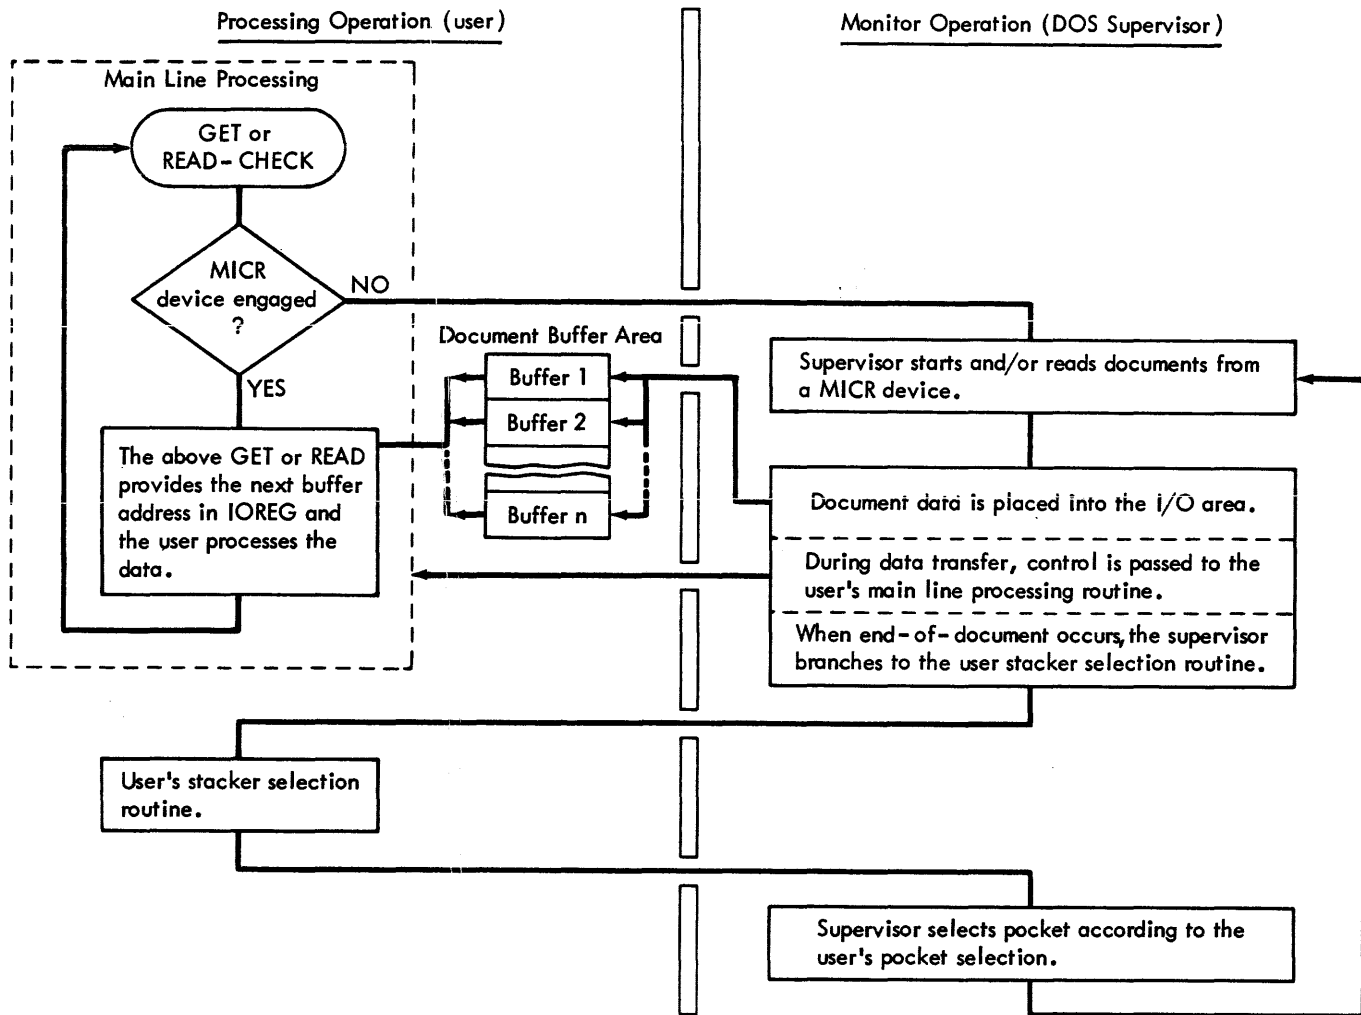 Processing Operation (user)
Monitor Operation (DOS Supervisor)
Main Line Processing
GET or
READ-CHECK
MICR
device engaged
?
NO
YES
The above GET or READ
provides the next buffer
address in IOREG and
the user processes the
data.
Document Buffer Area
Buffer 1
Buffer 2
Buffer n
Supervisor starts and/or reads documents from
a MICR device.
Document data is placed into the i/O area.
During data transfer, control is passed to the
user's main line processing routine.
When end-of-document occurs, the supervisor
branches to the user stacker selection routine.
User's stacker selection
routine.
Supervisor selects pocket according to the
user's pocket selection.